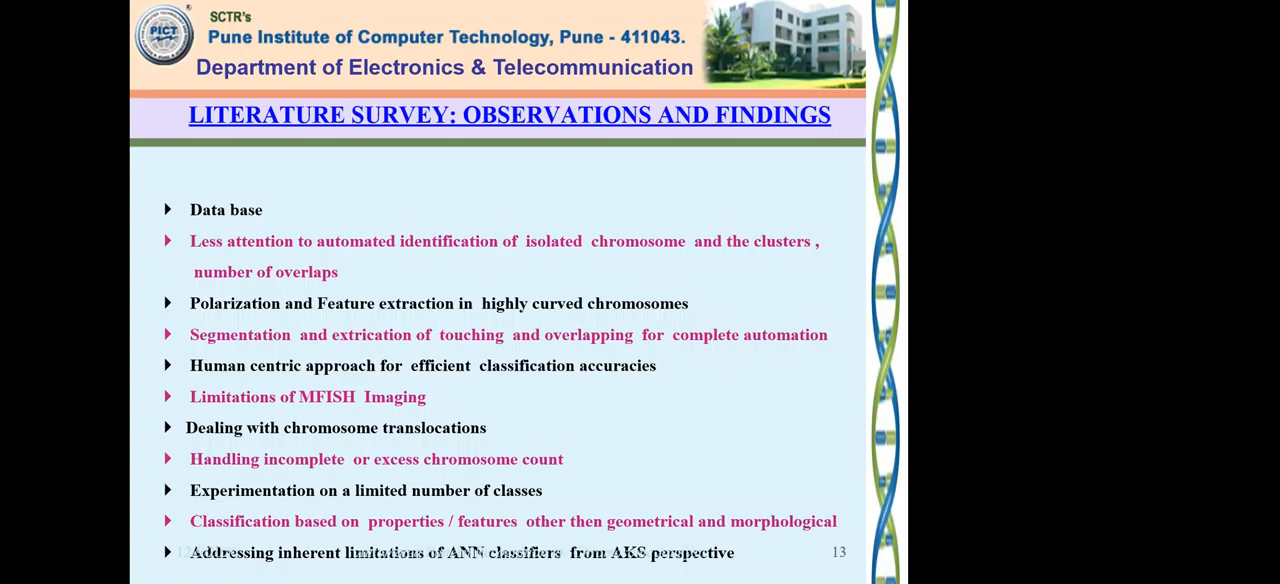 SCTR's
PICT
Pune Institute of Computer Technology, Pune - 411043.
Department of Electronics & Telecommunication
LITERATURE SURVEY: OBSERVATIONS AND FINDINGS
Data base
Less attention to automated identification of isolated chromosome and the clusters ,
number of overlaps
Polarization and Feature extraction in highly curved chromosomes
Segmentation and extrication of touching and overlapping for complete automation
Human centric approach for efficient classification accuracies
Limitations of MFISH Imaging
Dealing with chromosome translocations
Handling incomplete or excess chromosome count
Experimentation on a limited number of classes
Classification based on properties / features other then geometrical and morphological
Addressing inherent limitations of ANN classifiers from AKS perspective
13